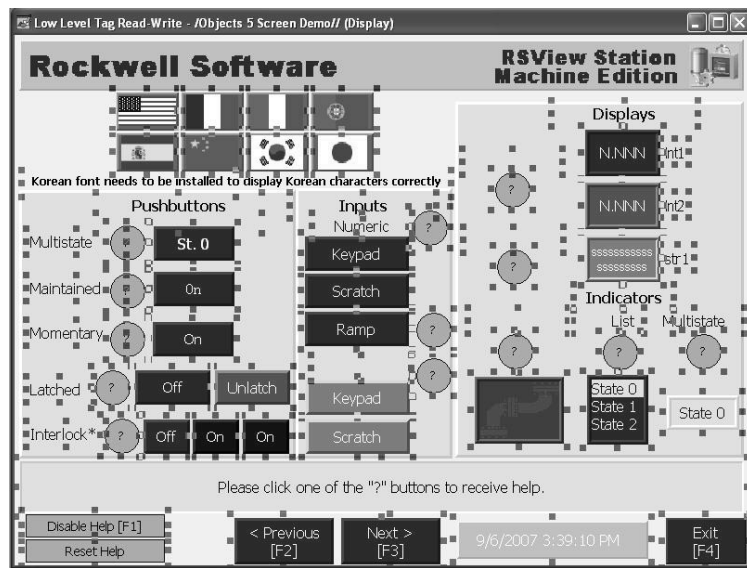 Low Level Tag Read-Write - /Objects 5 Screen Demo// (Display)
Rockwell Software
RSView Station
Machine Edition
Korean font needs to be installed to display Korean characters correctly
Pushbuttons
Multistate
St. 0
Maintained
On
Momentary
On
Latched
?
Off
Unlatch
Interlock*
?
Off
On
On
Inputs
Numeric
?
Keypad
Scratch
Ramp
?
?
Keypad
Scratch
Displays
N.NNN
Int1
?
N.NNN
Int2
?
SSSSSSSSSSS
SSSSSSSSS
str1
Indicators
List
Multistate
?
?
?
State 0
State 1
State 2
State 0
Please click one of the "?" buttons to receive help.
Disable Help [F1]
Reset Help
< Previous
[F2]
Next >
[F3]
9/6/2007 3:39:10 PM
Exit
[F4]